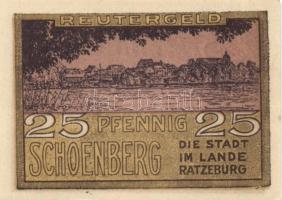 REUTERGELD
25 PFENNIG 25
SCHOENBERG
DIE STADT
IM LANDE
RATZEBURG